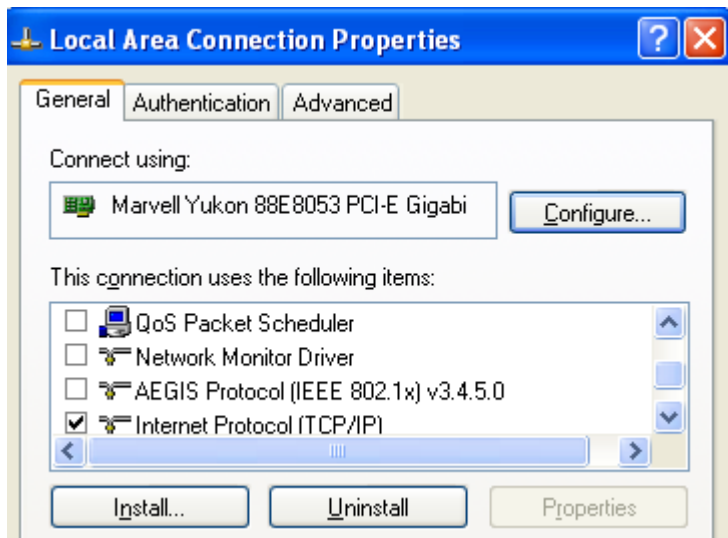 Local Area Connection Properties
General Authentication Advanced
Connect using:
Marvell Yukon 88E8053 PCI-E Gigabi Configure...
This connection uses the following items:
QoS Packet Scheduler
Network Monitor Driver
AEGIS Protocol (IEEE 802.1x) v3.4.5.0
Internet Protocol (TCP/IP)
Install... Uninstall Properties